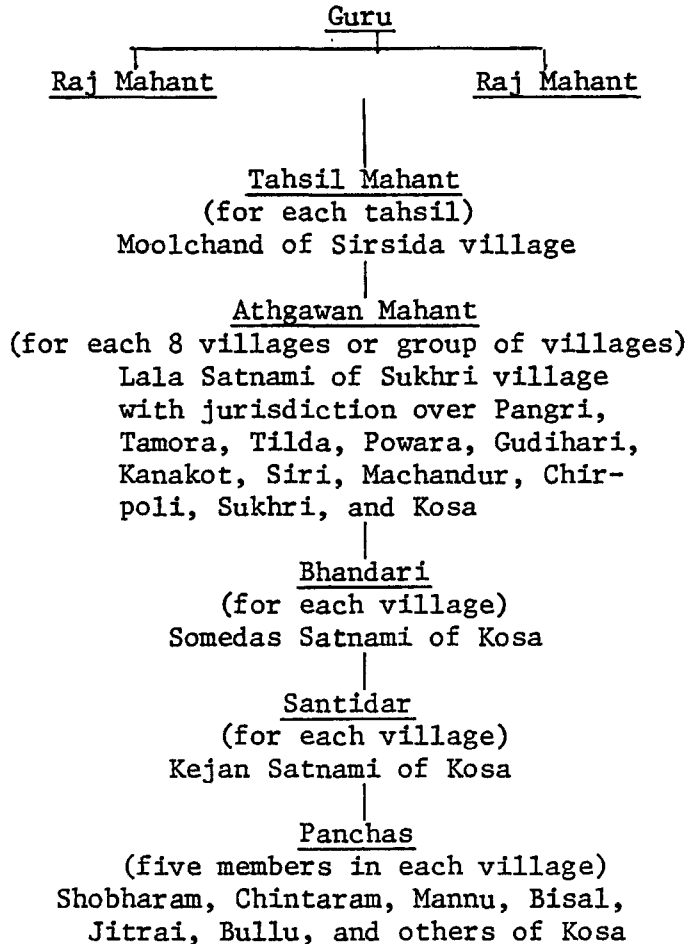 Guru
Raj Mahant Raj Mahant
Tahsil Mahant
(for each tahsil)
Moolchand of Sirsida village
Athgawan Mahant
(for each 8 villages or group of villages)
Lala Satnami of Sukhri village
with jurisdiction over Pangri,
Tamora, Tilda, Powara, Gudihari,
Kanakot, Siri, Machandur, Chir-
poli, Sukhri, and Kosa
Bhandari
(for each village)
Somedas Satnami of Kosa
Santidar
(for each village)
Kejan Satnami of Kosa
Panchas
(five members in each village)
Shobharam, Chintaram, Mannu, Bisal,
Jitrai, Bullu, and others of Kosa